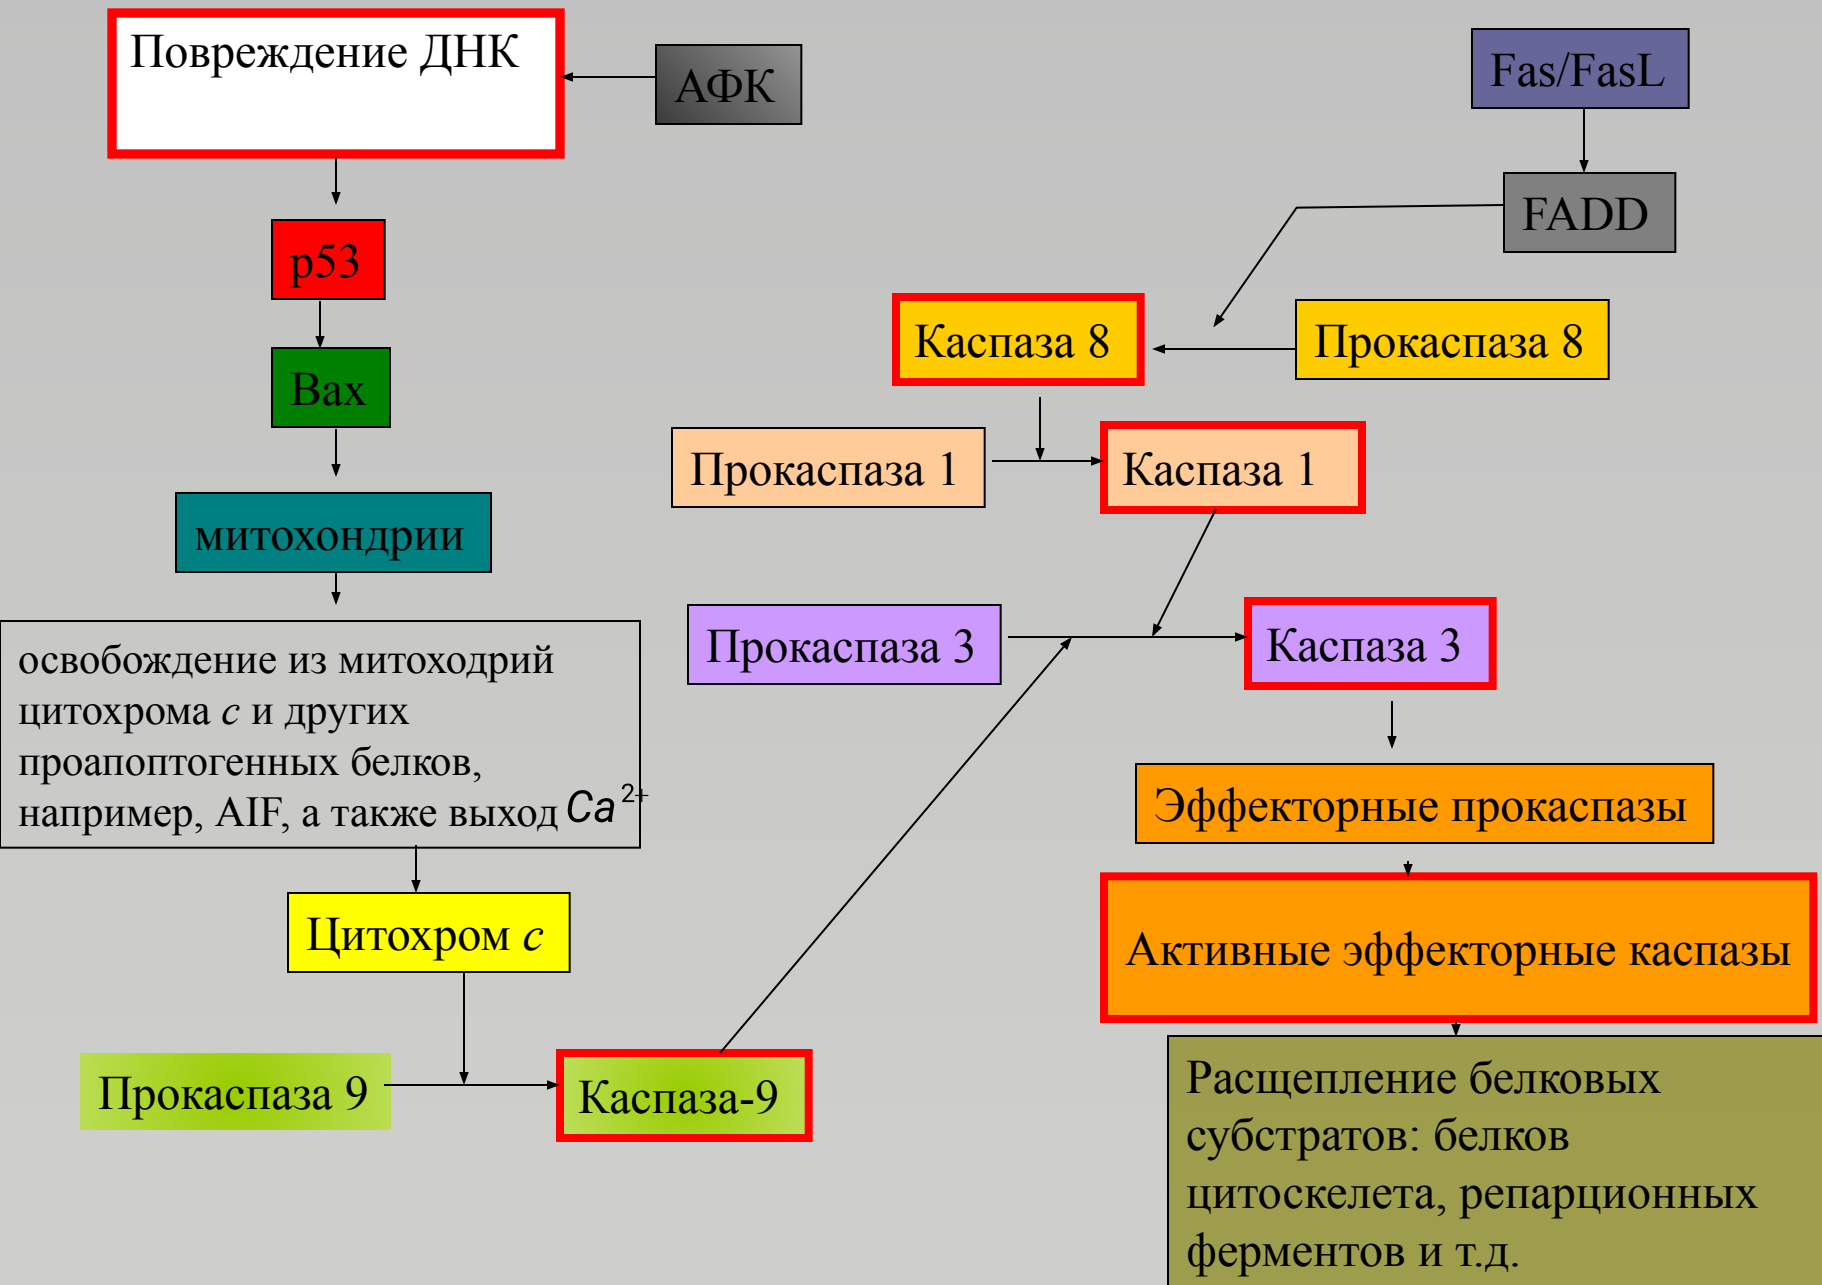 Повреждение ДНК
АФК
Fas/FasL
FADD
p53
Каспаза 8
Прокаспаза 8
Bax
Прокаспаза 1
Каспаза 1
митохондрии
Прокаспаза 3
Каспаза 3
освобождение из митоходрий
цитохрома c и других
проапоптогенных белков,
например, AIF, а также выход Ca²⁺
Эффекторные прокаспазы
Цитохром c
Активные эффекторные каспазы
Прокаспаза 9
Каспаза-9
Расщепление белковых
субстратов: белков
цитоскелета, репарционных
ферментов и т.д.